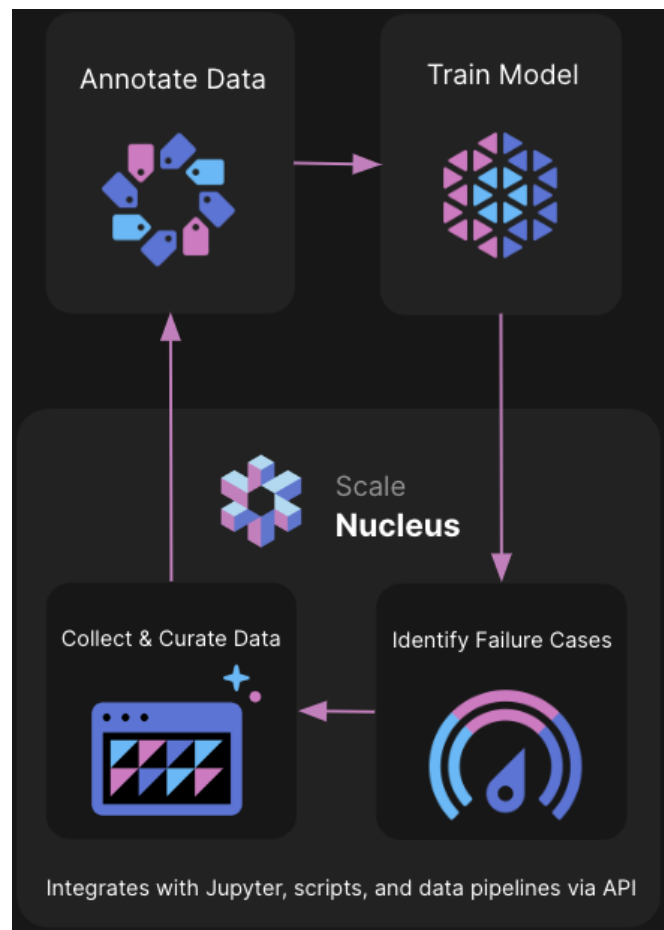 Annotate Data
Train Model
Scale
Nucleus
Collect & Curate Data
Identify Failure Cases
Integrates with Jupyter, scripts, and data pipelines via API